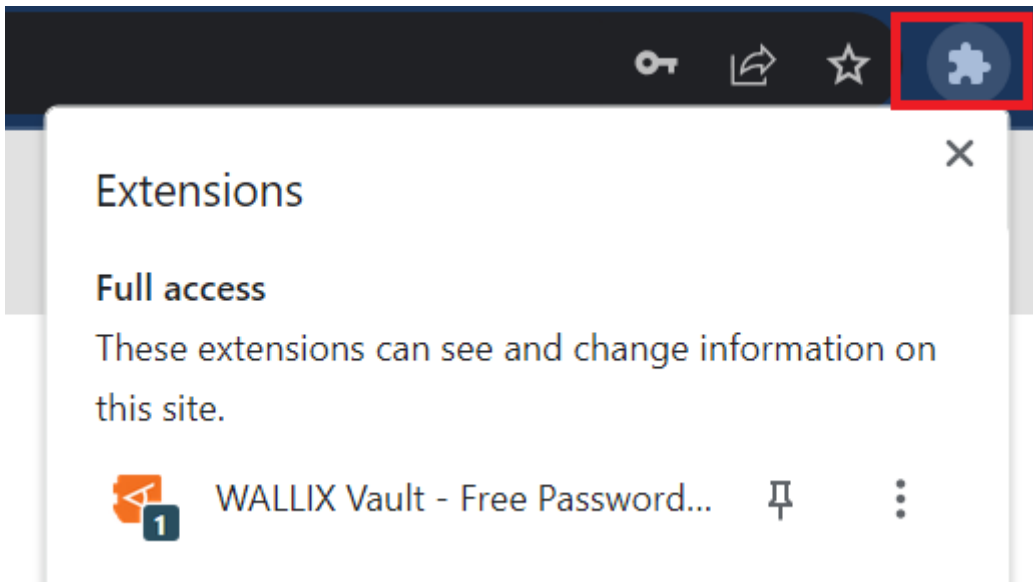 Extensions
Full access
These extensions can see and change information on
this site.
WALLIX Vault - Free Password...
1